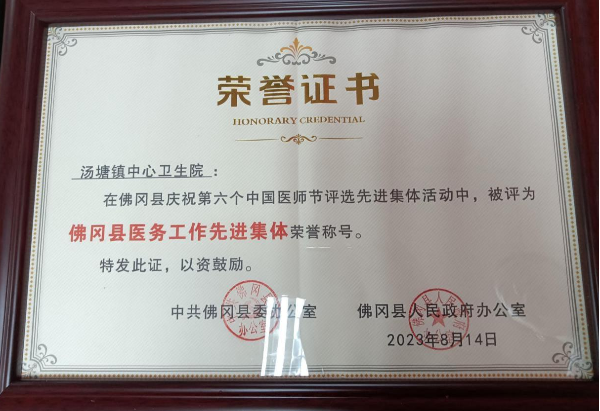 荣誉证书
HONORARY CREDENTIAL
汤塘镇中心卫生院：
在佛冈县庆祝第六个中国医师节评选先进集体活动中，被评为
佛冈县医务工作先进集体荣誉称号。
特发此证，以资鼓励。
中共佛冈县委办公室 佛冈县人民政府办公室
2023年8月14日